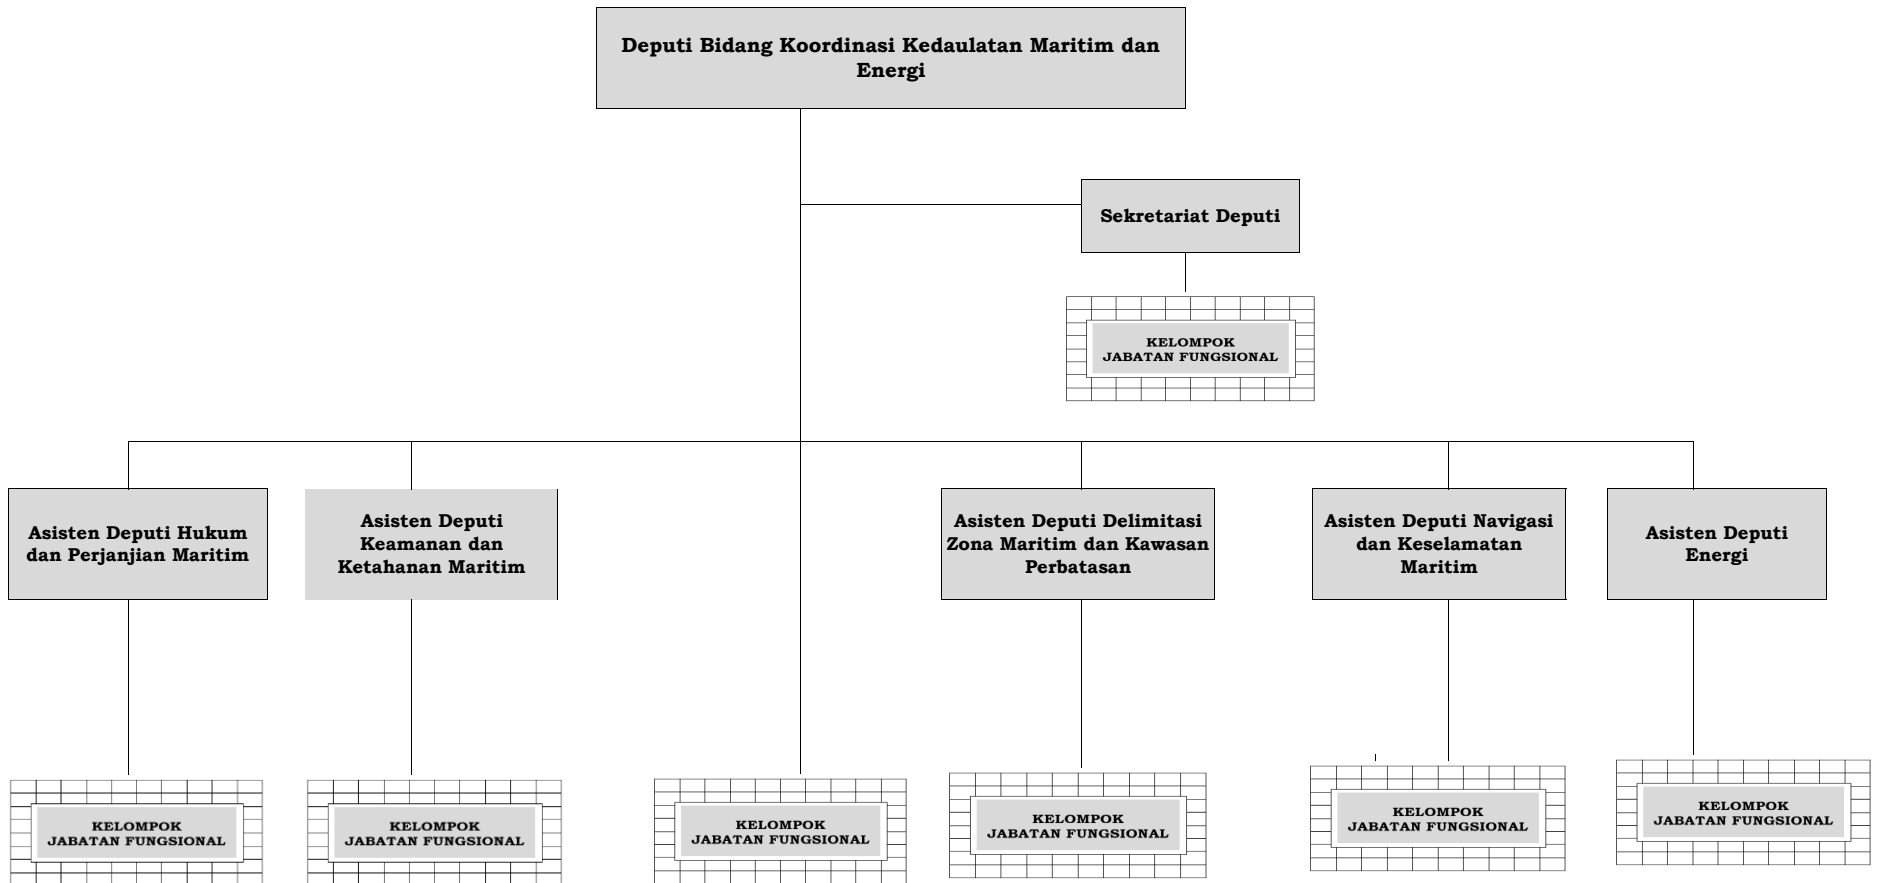 Deputi Bidang Koordinasi Kedaulatan Maritim dan
Energi
Sekretariat Deputi
KELOMPOK
JABATAN FUNGSIONAL
Asisten Deputi Hukum
dan Perjanjian Maritim
Asisten Deputi
Keamanan dan
Ketahanan Maritim
Asisten Deputi Delimitasi
Zona Maritim dan Kawasan
Perbatasan
Asisten Deputi Navigasi
dan Keselamatan
Maritim
Asisten Deputi
Energi
KELOMPOK
JABATAN FUNGSIONAL
KELOMPOK
JABATAN FUNGSIONAL
KELOMPOK
JABATAN FUNGSIONAL
KELOMPOK
JABATAN FUNGSIONAL
KELOMPOK
JABATAN FUNGSIONAL
KELOMPOK
JABATAN FUNGSIONAL